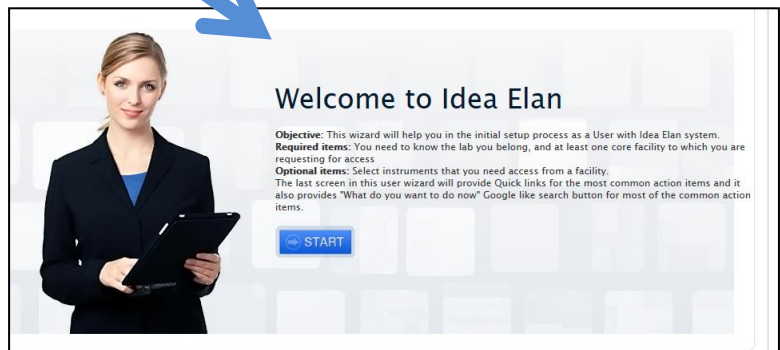 Welcome to Idea Elan
Objective: This wizard will help you in the initial setup process as a User with Idea Elan system.
Required items: You need to know the lab you belong, and at least one core facility to which you are
requesting for access
Optional items: Select instruments that you need access from a facility.
The last screen in this user wizard will provide Quick links for the most common action items and it
also provides "What do you want to do now" Google like search button for most of the common action
items.
START